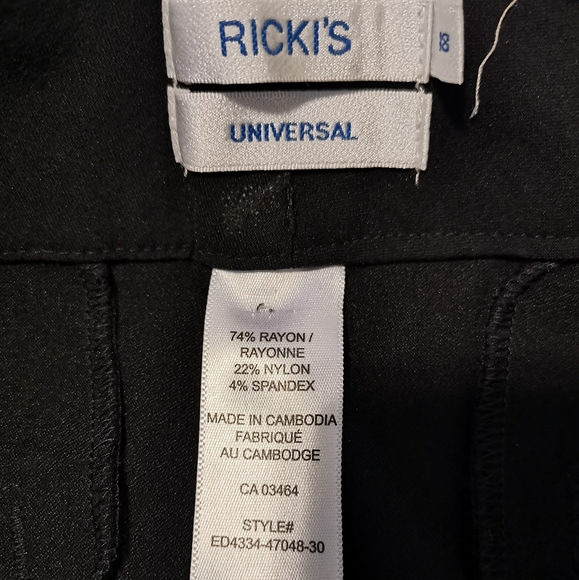 RICKI'S
8S
UNIVERSAL
74% RAYON /
RAYONNE
22% NYLON
4% SPANDEX
MADE IN CAMBODIA
FABRIQUÉ
AU CAMBODGE
CA 03464
STYLE#
ED4334-47048-30